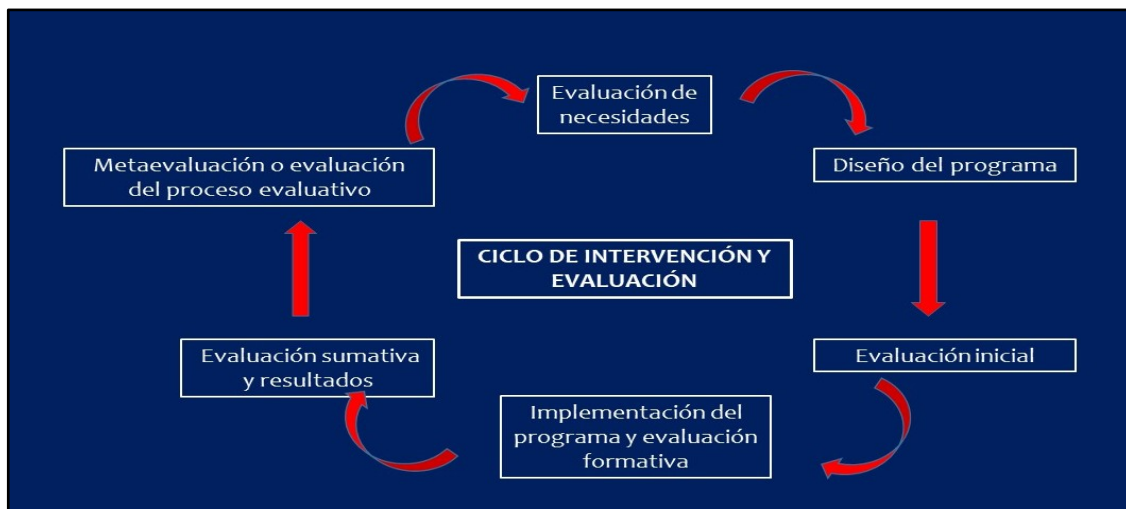 Evaluación de
necesidades
Metaevaluación o evaluación
del proceso evaluativo
Diseño del programa
CICLO DE INTERVENCIÓN Y
EVALUACIÓN
Evaluación sumativa
y resultados
Evaluación inicial
Implementación del
programa y evaluación
formativa